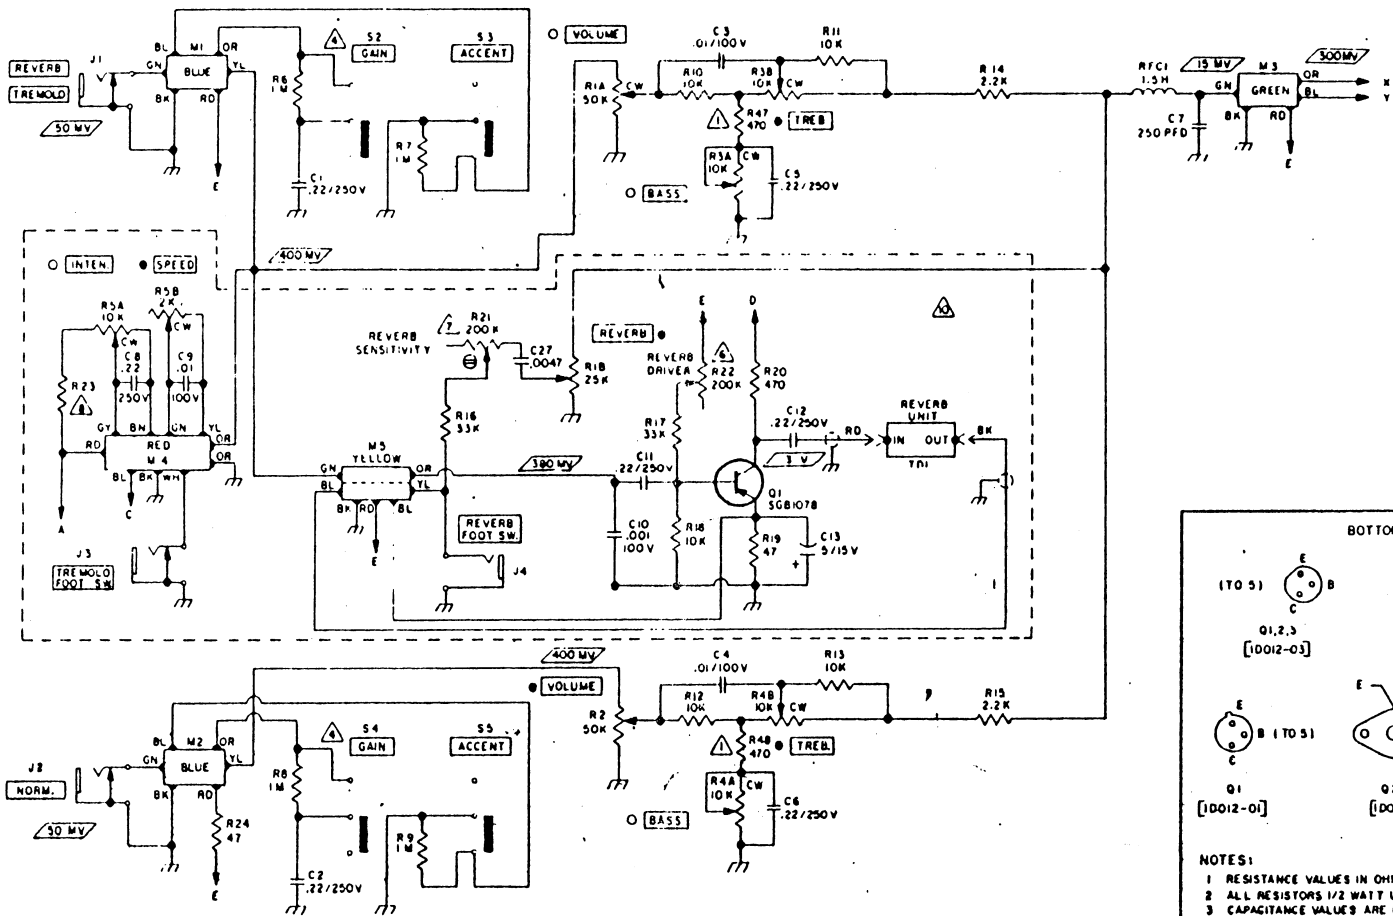 BL M1 OR
4
S2
GAIN
S3
ACCENT
VOLUME
C3
.01/100V
R11
10K
J1
REVERB
TREMOLO
GN
BLUE
YL
BK
RD
50 MV
R6
1M
R7
1M
C1
.22/250V
E
R1A
50K
CW
R10
10K
R3B
10K
CW
1
R47
470
TREB
R3A
10K
CW
C5
.22/250V
BASS
R14
2.2K
RFC1
1.5H
15 MV
M3
300MV
GN
GREEN
OR
BL
X
Y
C7
250 PFD
BK
RD
E
400 MV
INTEN.
SPEED
R5A
10K
CW
R5B
2K
CW
C8
.22
250V
C9
.01
100V
R23
8
GY BN GN YL
RD
RED
M4
OR
OR
BL BK WH
A
C
J3
TREMOLO
FOOT SW
REVERB
SENSITIVITY
7
R21
200K
C27
.0047
R1B
25K
R16
33K
REVERB
REVERB
DRIVER
6
R22
200K
E
D
10
R17
33K
R20
470
C12
.22/250V
RD
REVERB
UNIT
IN OUT
BK
TD1
3 V
M5
YELLOW
GN
BL
OR
YL
BK RD BL
E
380 MV
C11
.22/250V
Q1
SGB1078
C10
.001
100V
R18
10K
R19
47
C13
5/15V
+
REVERB
FOOT SW.
J4
400 MV
VOLUME
C4
.01/100V
R13
10K
BL M2 OR
4
S4
GAIN
S5
ACCENT
J2
NORM.
GN
BLUE
YL
BK
RD
50 MV
R24
47
E
R8
1M
R9
1M
C2
.22/250V
R2
50K
R12
10K
R4B
10K
CW
1
R48
470
TREB.
R4A
10K
CW
C6
.22/250V
BASS
R15
2.2K
BOTTO
E
(TO 5)
B
C
Q1,2,3
[ID012-03]
E
B (TO 5)
C
E
Q1
[ID012-01]
NOTES:
1 RESISTANCE VALUES IN OH
2 ALL RESISTORS 1/2 WATT
3 CAPACITANCE VALUES ARE